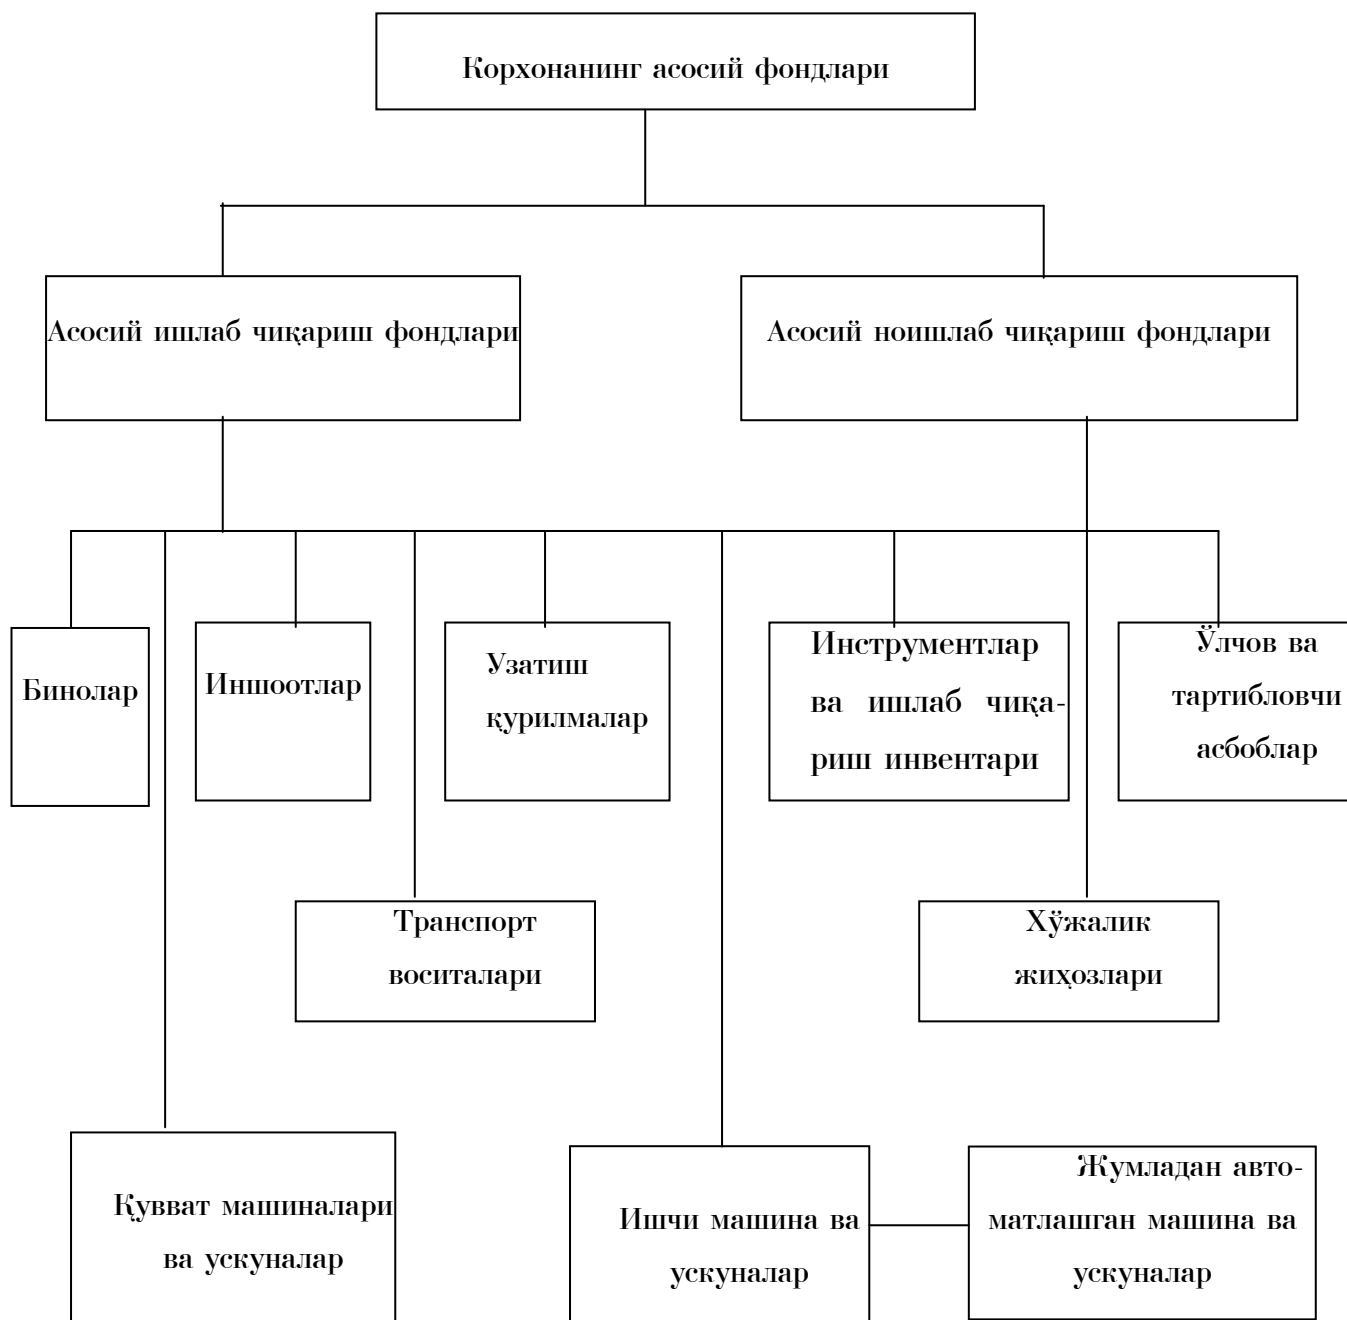 Корхонанинг асосий фондлари
Асосий ишлаб чиқариш фондлари
Асосий ноишлаб чиқариш фондлари
Бинолар
Иншоотлар
Узатиш
қурилмалар
Инструментлар
ва ишлаб чиқа-
риш инвентари
Ўлчов ва
тартибловчи
асбоблар
Транспорт
воситалари
Хўжалик
жиҳозлари
Қувват машиналари
ва ускуналар
Ишчи машина ва
ускуналар
Жумладан авто-
матлашган машина ва
ускуналар